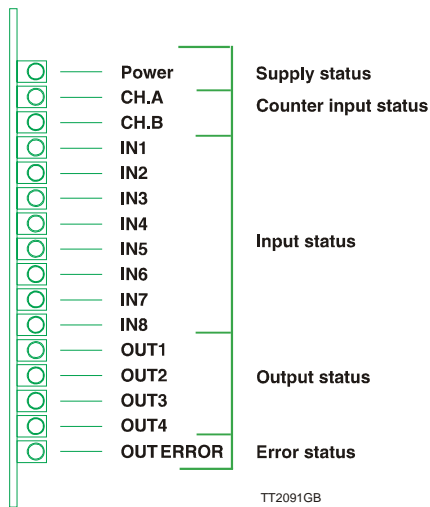 Power
Supply status
CH.A
Counter input status
CH.B
IN1
IN2
IN3
IN4
IN5
Input status
IN6
IN7
IN8
OUT1
OUT2
Output status
OUT3
OUT4
OUT ERROR
Error status
TT2091GB